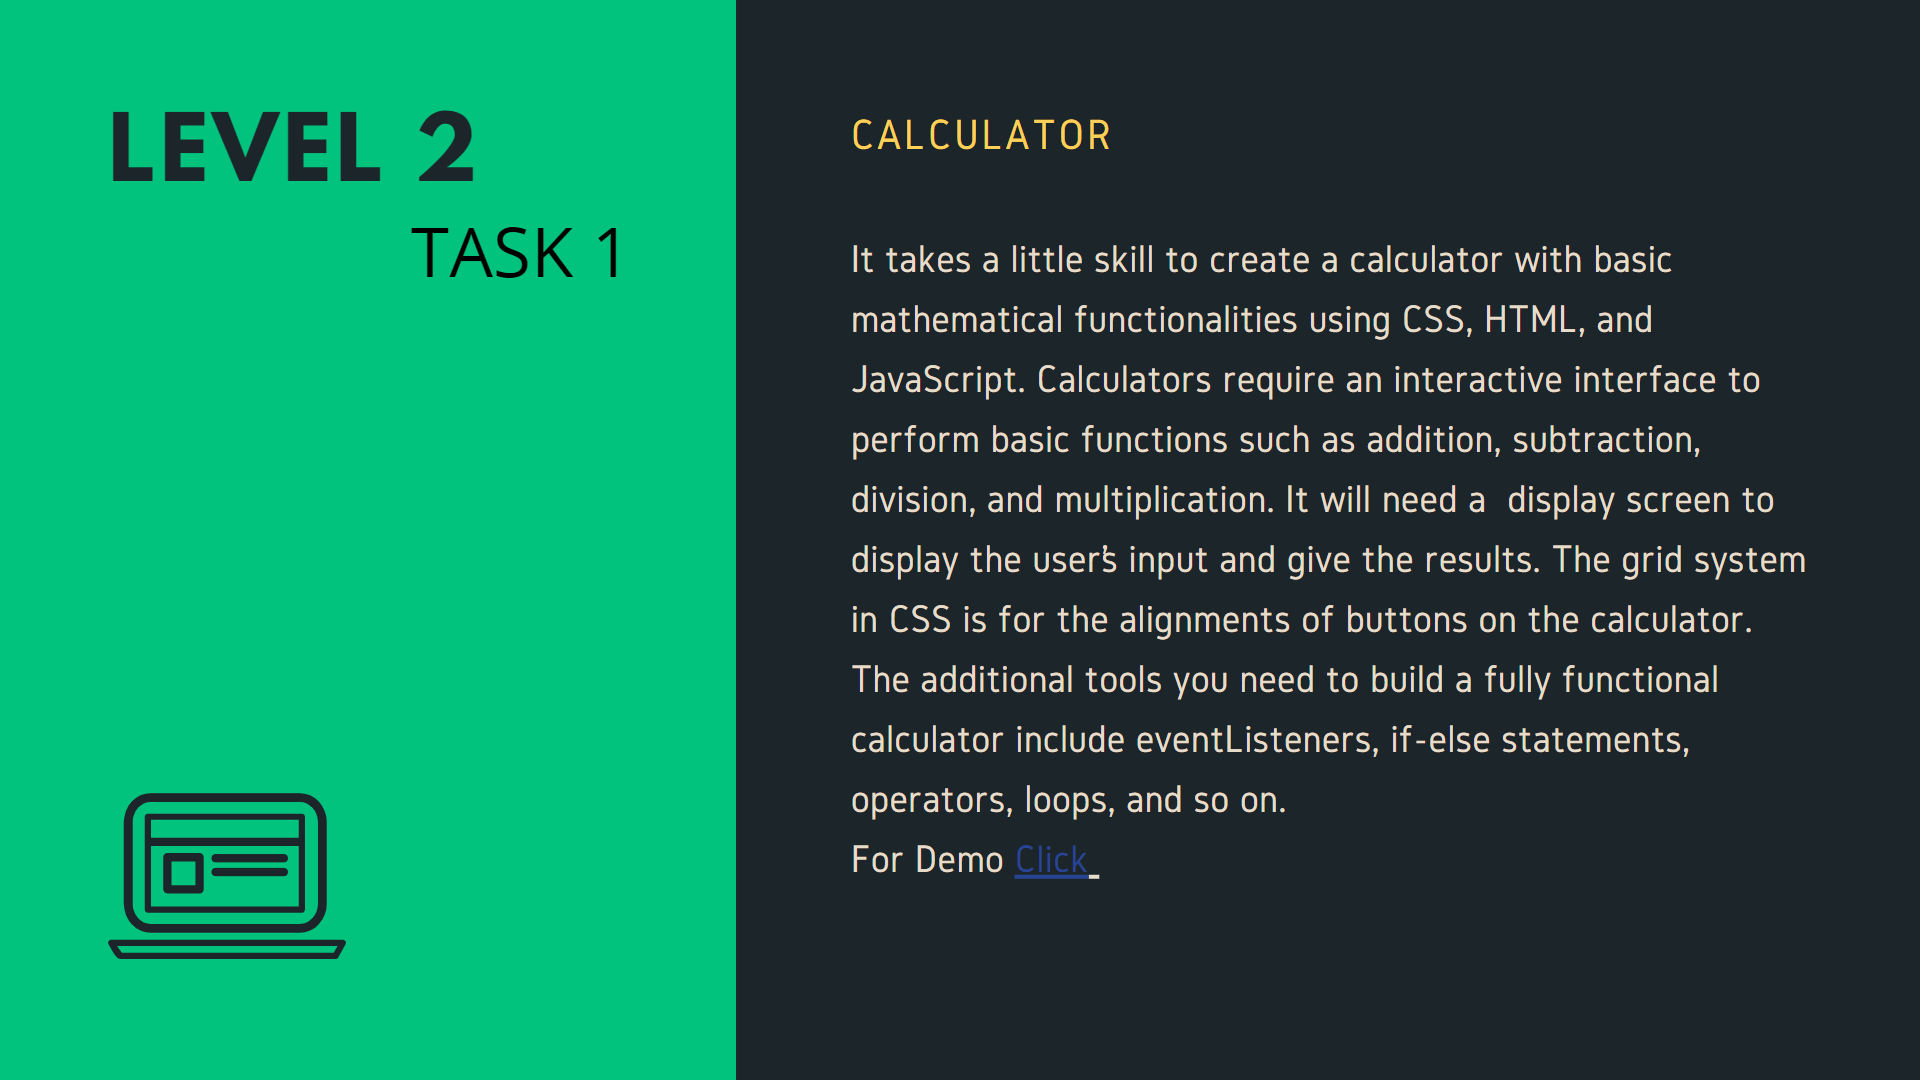 LEVEL 2
TASK 1
CALCULATOR
It takes a little skill to create a calculator with basic
mathematical functionalities using CSS, HTML, and
JavaScript. Calculators require an interactive interface to
perform basic functions such as addition, subtraction,
division, and multiplication. It will need a  display screen to
display the user's input and give the results. The grid system
in CSS is for the alignments of buttons on the calculator.
The additional tools you need to build a fully functional
calculator include eventListeners, if-else statements,
operators, loops, and so on.
For Demo Click